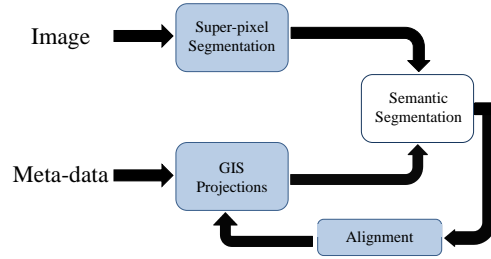 Image
Super-pixel
Segmentation
Semantic
Segmentation
Meta-data
GIS
Projections
Alignment